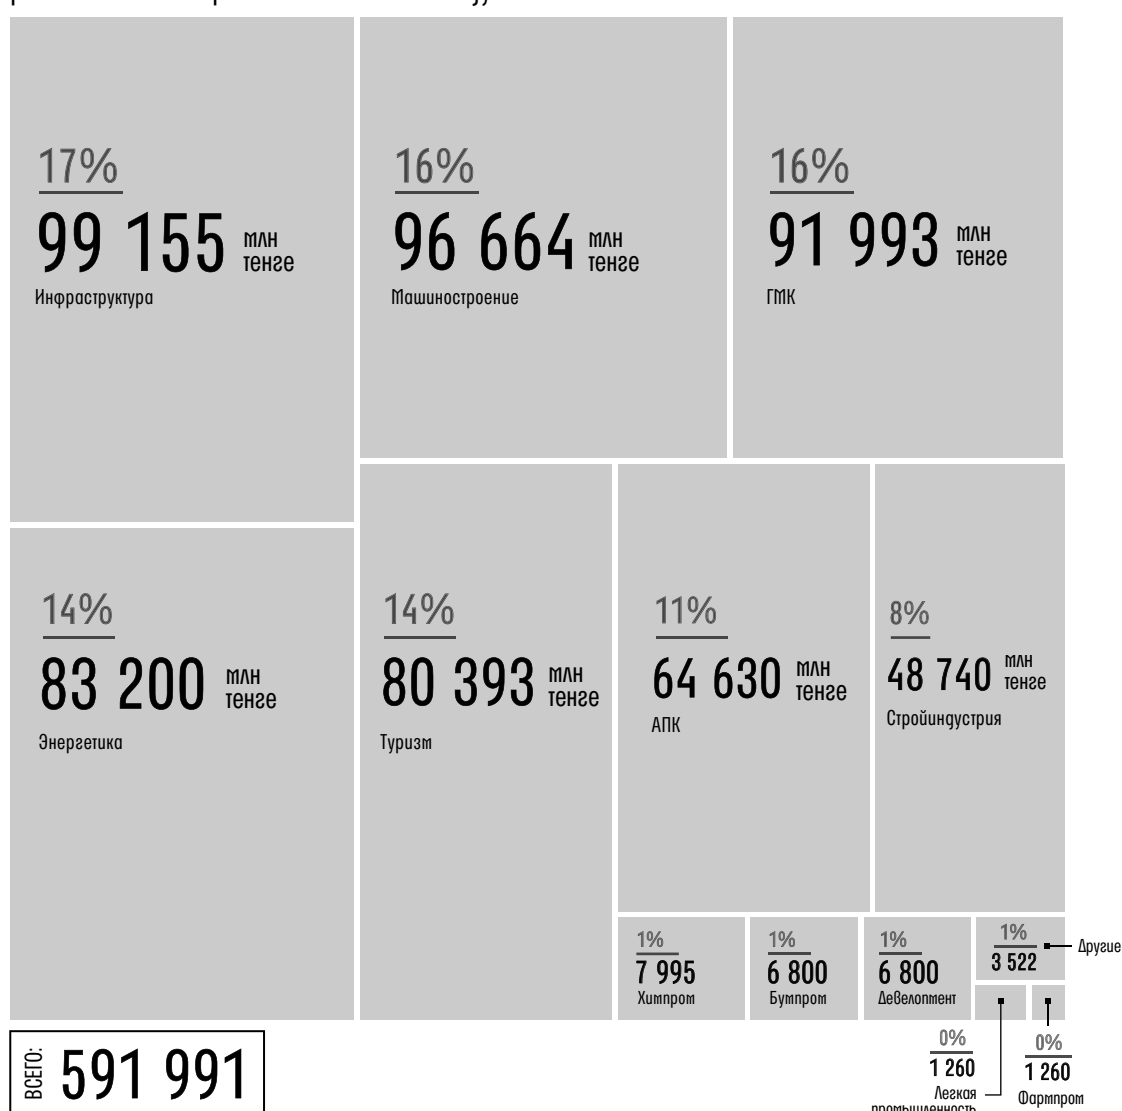 17%
99 155 млн
тенге
Инфраструктура
16%
96 664 млн
тенге
Машиностроение
16%
91 993 млн
тенге
ГМК
14%
83 200 млн
тенге
Энергетика
14%
80 393 млн
тенге
Туризм
11%
64 630 млн
тенге
АПК
8%
48 740 млн
тенге
Стройиндустрия
1%
7 995
Химпром
1%
6 800
Бумпром
1%
6 800
Девелопмент
1%
3 522
Другие
0%
1 260
Легкая
промышленность
0%
1 260
Фармпром
ВСЕГО: 591 991